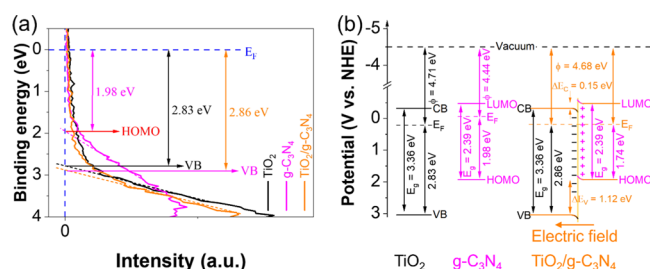 (a)
Binding energy (eV)
0
1
2
3
4
E_F
1.98 eV
2.83 eV
2.86 eV
HOMO
VB
VB
TiO₂
g-C₃N₄
TiO₂/g-C₃N₄
0
Intensity (a.u.)
(b)
Potential (V vs. NHE)
-5
-4
0
1
2
3
Vacuum
ϕ = 4.71 eV
ϕ = 4.44 eV
ϕ = 4.68 eV
ΔE_C = 0.15 eV
CB
LUMO
CB
LUMO
E_F
E_F
E_F
E_g = 3.36 eV
2.83 eV
E_g = 2.39 eV
1.98 eV
E_g = 3.36 eV
2.86 eV
E_g = 2.39 eV
1.74 eV
HOMO
HOMO
ΔE_V = 1.12 eV
VB
VB
Electric field
TiO₂
g-C₃N₄
TiO₂/g-C₃N₄